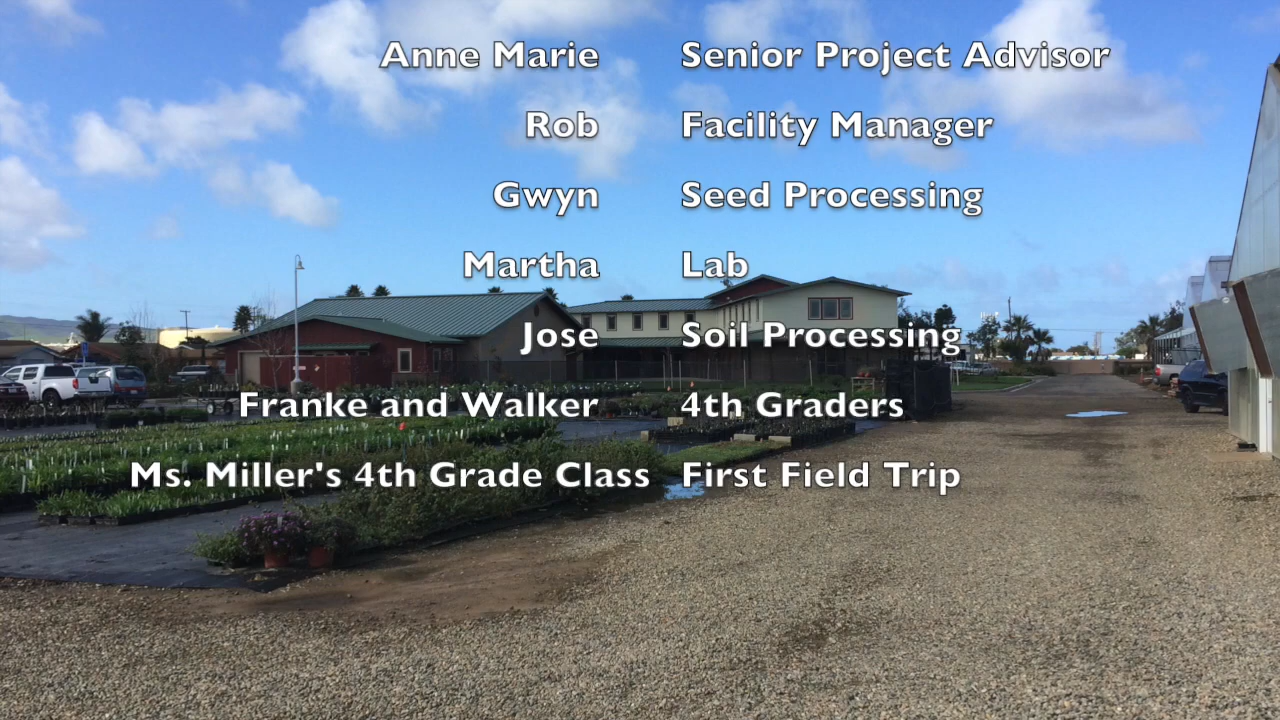 Anne Marie Senior Project Advisor
Rob Facility Manager
Gwyn Seed Processing
Martha Lab
Jose Soil Processing
Franke and Walker 4th Graders
Ms. Miller's 4th Grade Class First Field Trip